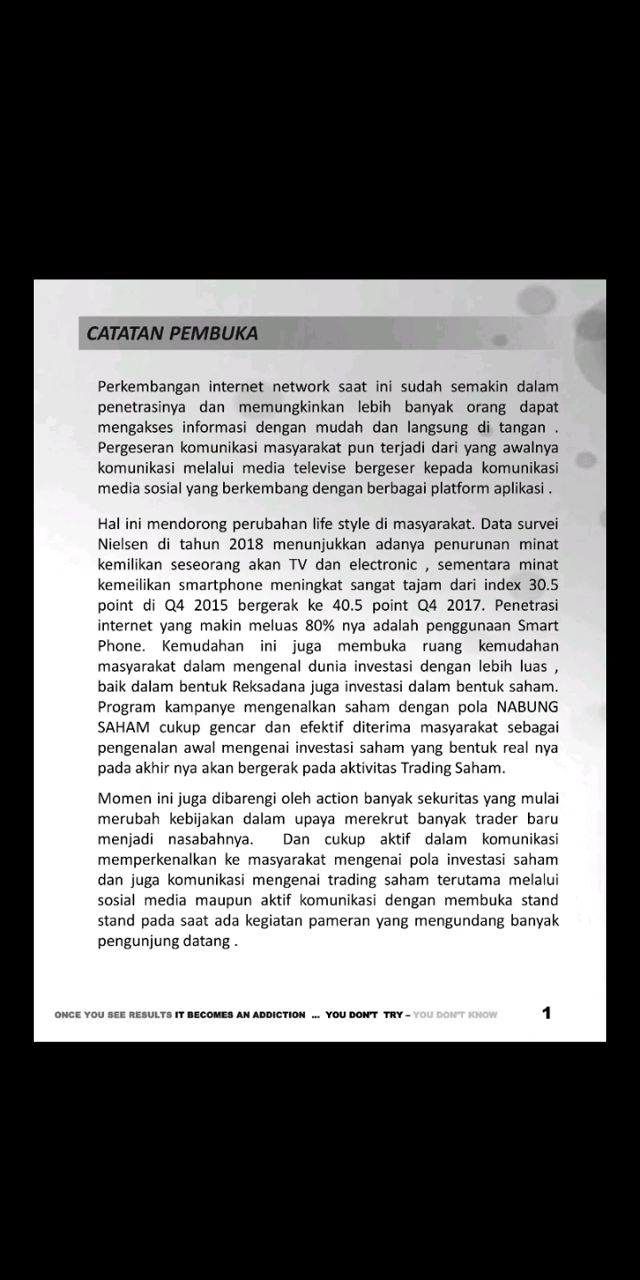 CATATAN PEMBUKA
Perkembangan internet network saat ini sudah semakin dalam
penetrasinya dan memungkinkan lebih banyak orang dapat
mengakses informasi dengan mudah dan langsung di tangan .
Pergeseran komunikasi masyarakat pun terjadi dari yang awalnya
komunikasi melalui media televise bergeser kepada komunikasi
media sosial yang berkembang dengan berbagai platform aplikasi .
Hal ini mendorong perubahan life style di masyarakat. Data survei
Nielsen di tahun 2018 menunjukkan adanya penurunan minat
kemilikan seseorang akan TV dan electronic , sementara minat
kemeilikan smartphone meningkat sangat tajam dari index 30.5
point di Q4 2015 bergerak ke 40.5 point Q4 2017. Penetrasi
internet yang makin meluas 80% nya adalah penggunaan Smart
Phone. Kemudahan ini juga membuka ruang kemudahan
masyarakat dalam mengenal dunia investasi dengan lebih luas ,
baik dalam bentuk Reksadana juga investasi dalam bentuk saham.
Program kampanye mengenalkan saham dengan pola NABUNG
SAHAM cukup gencar dan efektif diterima masyarakat sebagai
pengenalan awal mengenai investasi saham yang bentuk real nya
pada akhir nya akan bergerak pada aktivitas Trading Saham.
Momen ini juga dibarengi oleh action banyak sekuritas yang mulai
merubah kebijakan dalam upaya merekrut banyak trader baru
menjadi nasabahnya. Dan cukup aktif dalam komunikasi
memperkenalkan ke masyarakat mengenai pola investasi saham
dan juga komunikasi mengenai trading saham terutama melalui
sosial media maupun aktif komunikasi dengan membuka stand
stand pada saat ada kegiatan pameran yang mengundang banyak
pengunjung datang .
ONCE YOU SEE RESULTS IT BECOMES AN ADDICTION ... YOU DON'T TRY – YOU DON'T KNOW 1